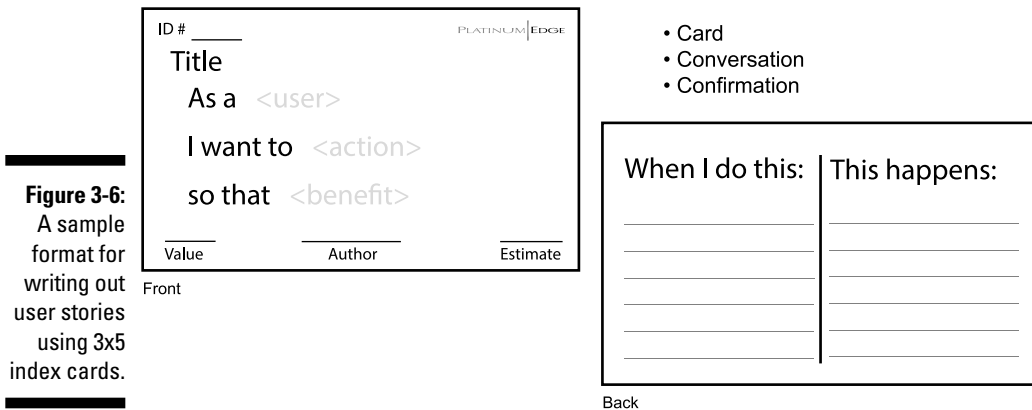 ID #
PLATINUM EDGE
Title
As a <user>
I want to <action>
so that <benefit>
Value Author Estimate
Front
Figure 3-6:
A sample
format for
writing out
user stories
using 3x5
index cards.
• Card
• Conversation
• Confirmation
When I do this: This happens:
Back